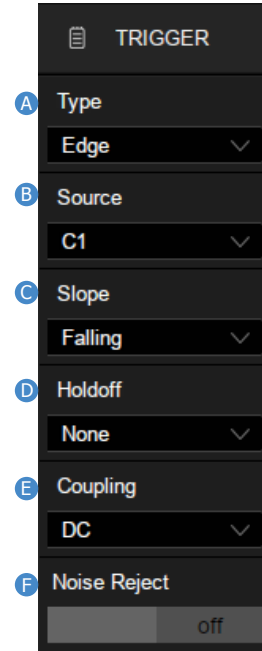 TRIGGER
A Type
Edge
B Source
C1
C Slope
Falling
D Holdoff
None
E Coupling
DC
F Noise Reject
off